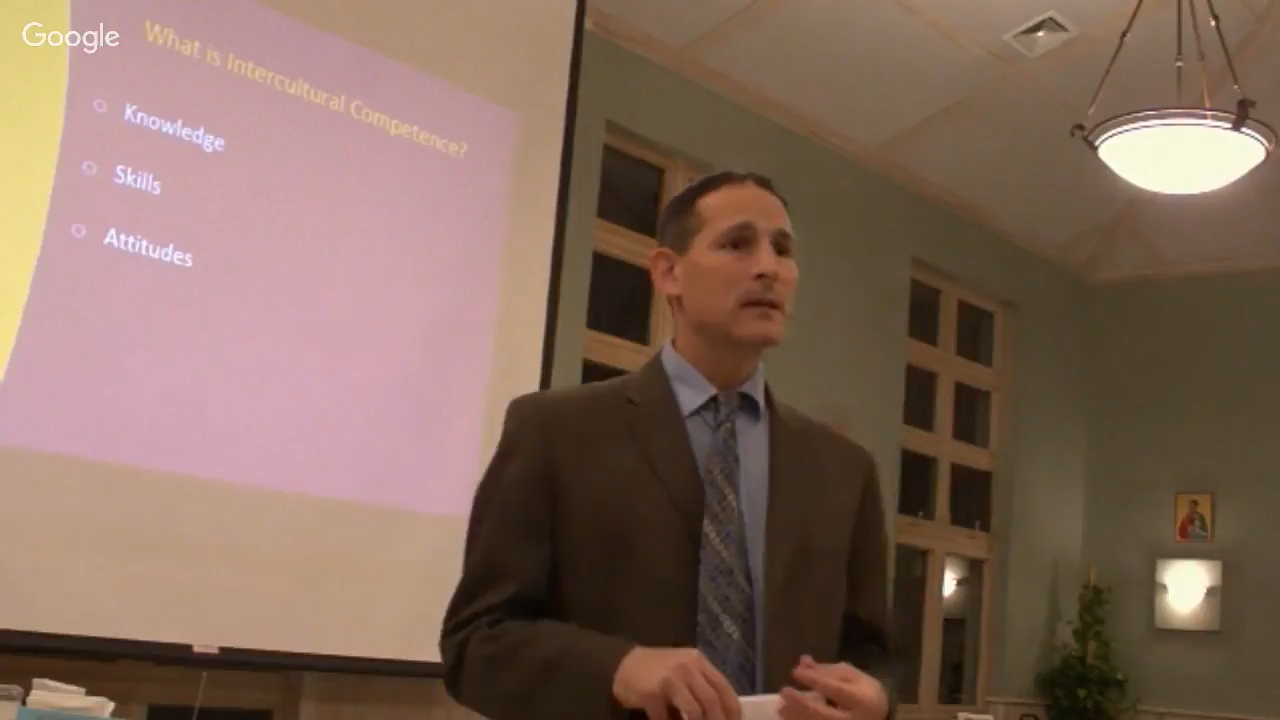 Google
What is Intercultural Competence?
Knowledge
Skills
Attitudes